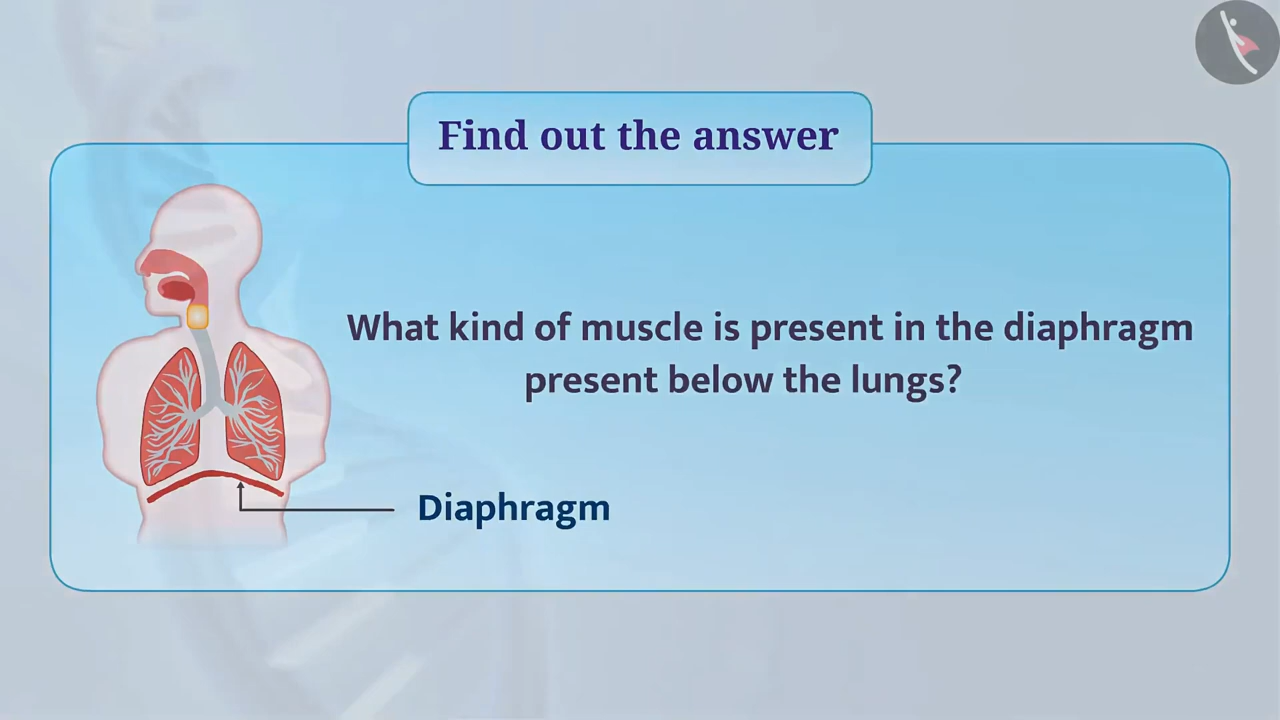 Find out the answer
What kind of muscle is present in the diaphragm
present below the lungs?
Diaphragm